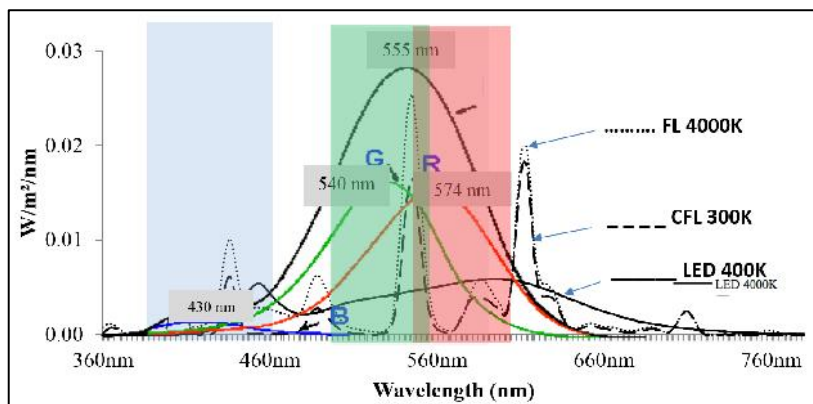 555 nm
0.03
FL 4000K
0.02
W/m²/nm
G
R
540 nm
574 nm
CFL 300K
0.01
LED 400K
LED 4000K
430 nm
B
0.00
360nm 460nm 560nm 660nm 760nm
Wavelength (nm)